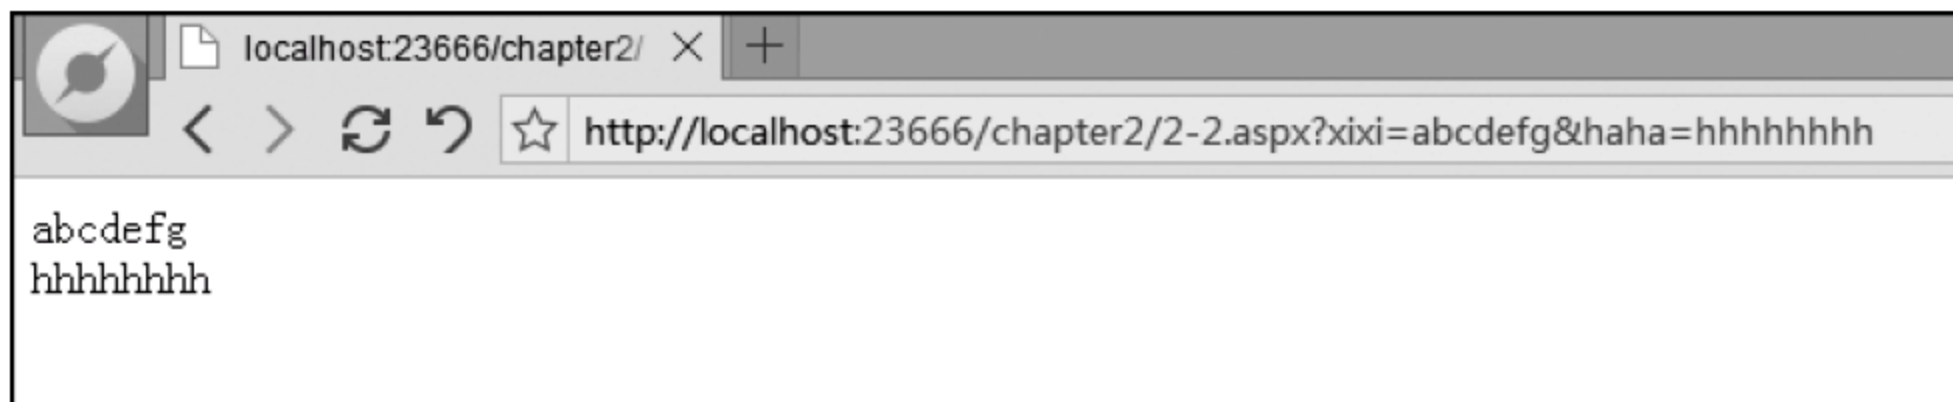 localhost:23666/chapter2/
http://localhost:23666/chapter2/2-2.aspx?xixi=abcdefg&haha=hhhhhhhh
abcdefg
hhhhhhhh